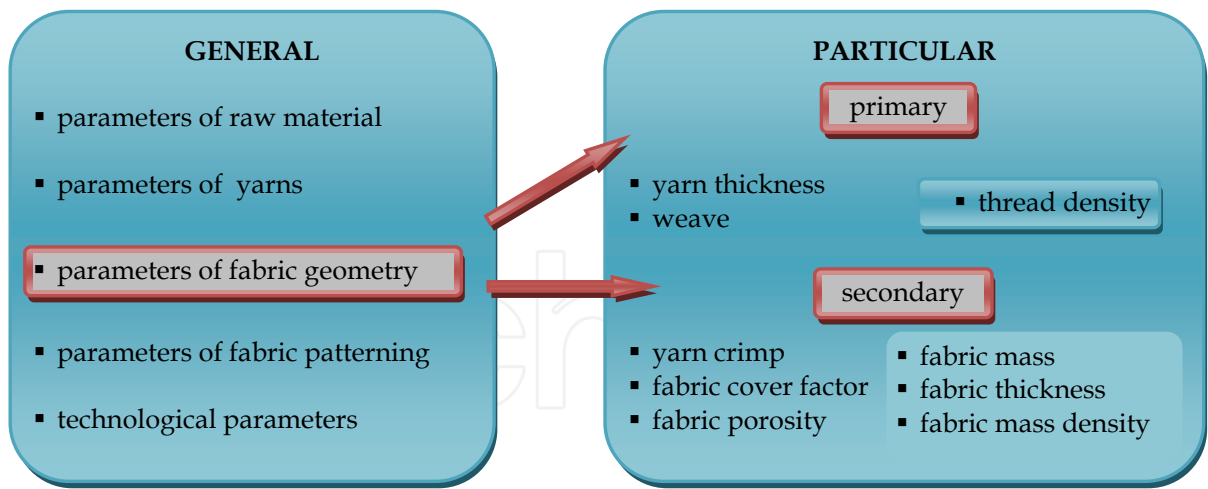 GENERAL
▪ parameters of raw material
▪ parameters of yarns
▪ parameters of fabric geometry
▪ parameters of fabric patterning
▪ technological parameters
PARTICULAR
primary
▪ yarn thickness
▪ weave
▪ thread density
secondary
▪ yarn crimp
▪ fabric cover factor
▪ fabric porosity
▪ fabric mass
▪ fabric thickness
▪ fabric mass density